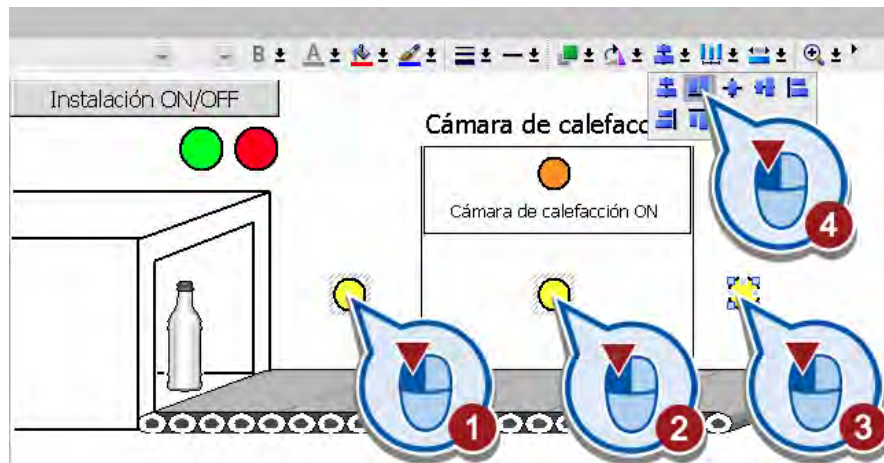 B
A
Instalación ON/OFF
Cámara de calefacc
Cámara de calefacción ON
4
1
2
3